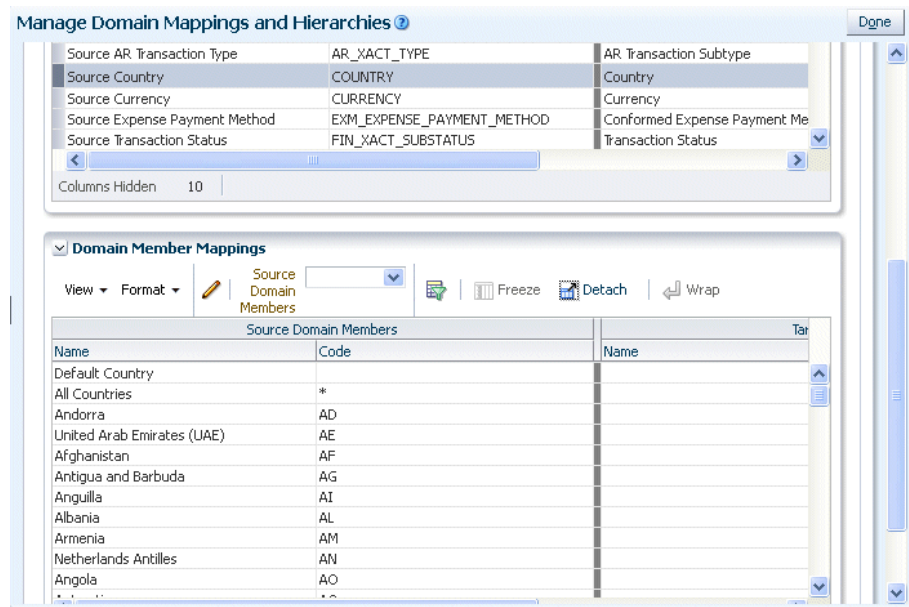 Manage Domain Mappings and Hierarchies ?
Done
Source AR Transaction Type AR_XACT_TYPE AR Transaction Subtype
Source Country COUNTRY Country
Source Currency CURRENCY Currency
Source Expense Payment Method EXM_EXPENSE_PAYMENT_METHOD Conformed Expense Payment Me
Source Transaction Status FIN_XACT_SUBSTATUS Transaction Status
Columns Hidden 10
Domain Member Mappings
View Format Source Domain Members Freeze Detach Wrap
Source Domain Members Tar
Name Code Name
Default Country
All Countries *
Andorra AD
United Arab Emirates (UAE) AE
Afghanistan AF
Antigua and Barbuda AG
Anguilla AI
Albania AL
Armenia AM
Netherlands Antilles AN
Angola AO